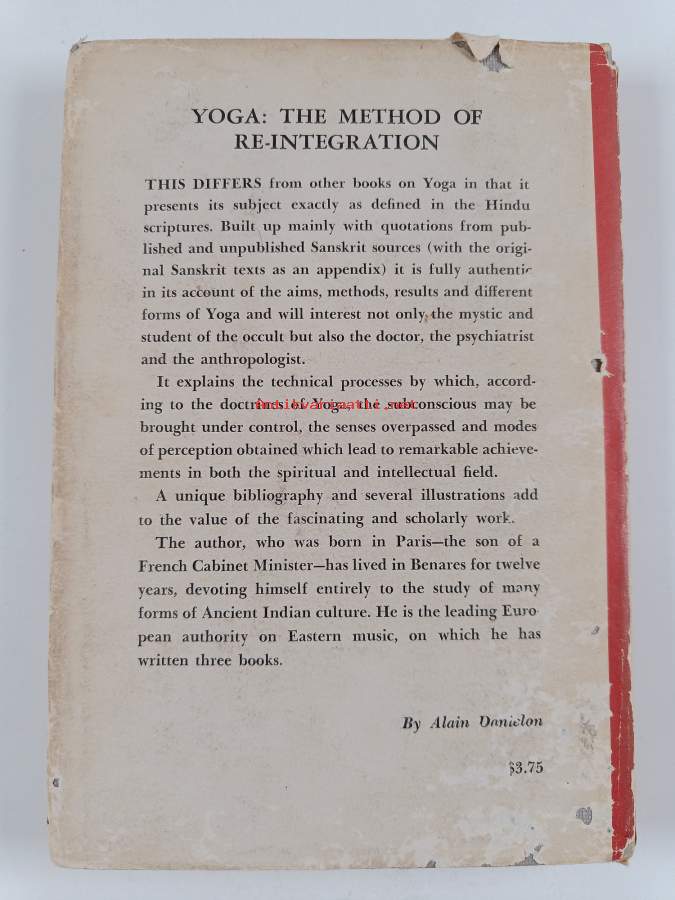 YOGA: THE METHOD OF
RE-INTEGRATION
THIS DIFFERS from other books on Yoga in that it
presents its subject exactly as defined in the Hindu
scriptures. Built up mainly with quotations from pub-
lished and unpublished Sanskrit sources (with the origi-
nal Sanskrit texts as an appendix) it is fully authentic
in its account of the aims, methods, results and different
forms of Yoga and will interest not only the mystic and
student of the occult but also the doctor, the psychiatrist
and the anthropologist.
It explains the technical processes by which, accord-
ing to the doctrines of Yoga, the subconscious may be
Antikvariaatti.net
brought under control, the senses overpassed and modes
of perception obtained which lead to remarkable achieve-
ments in both the spiritual and intellectual field.
A unique bibliography and several illustrations add
to the value of the fascinating and scholarly work.
The author, who was born in Paris—the son of a
French Cabinet Minister—has lived in Benares for twelve
years, devoting himself entirely to the study of many
forms of Ancient Indian culture. He is the leading Euro
pean authority on Eastern music, on which he has
written three books.
By Alain Danielon
$3.75